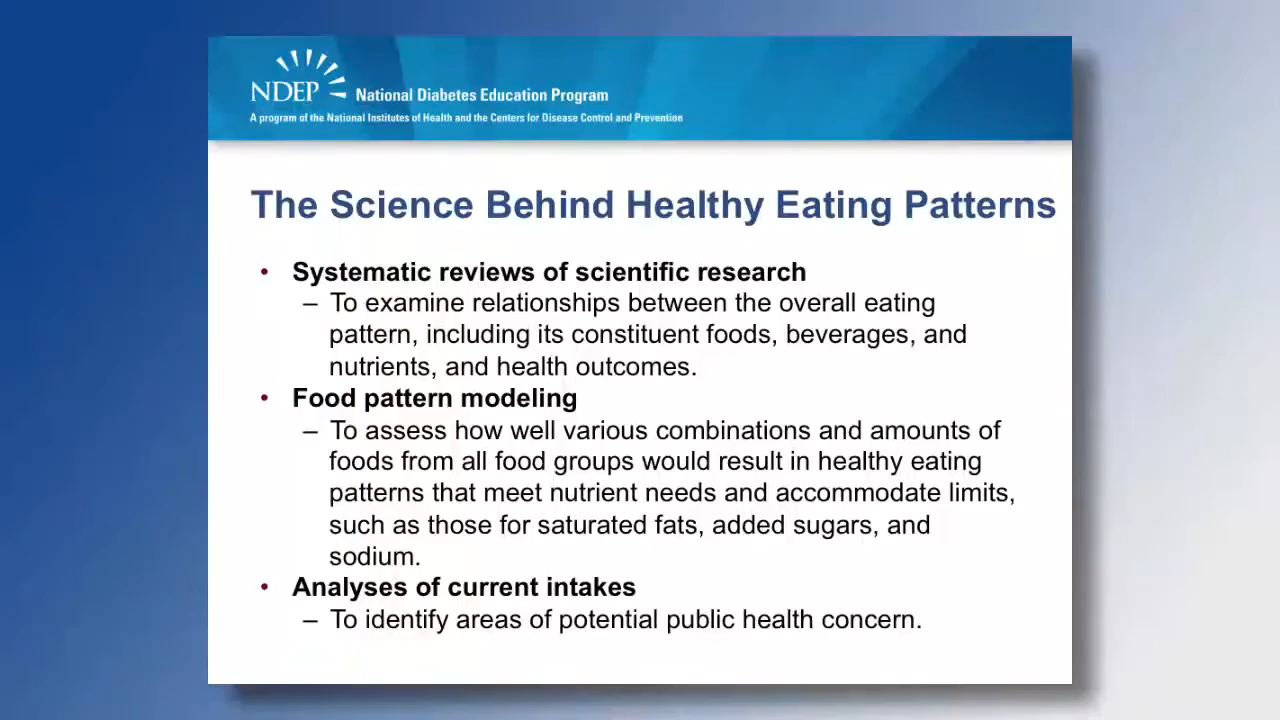 NDEP
National Diabetes Education Program
A program of the National Institutes of Health and the Centers for Disease Control and Prevention
The Science Behind Healthy Eating Patterns
• Systematic reviews of scientific research
– To examine relationships between the overall eating
pattern, including its constituent foods, beverages, and
nutrients, and health outcomes.
• Food pattern modeling
– To assess how well various combinations and amounts of
foods from all food groups would result in healthy eating
patterns that meet nutrient needs and accommodate limits,
such as those for saturated fats, added sugars, and
sodium.
• Analyses of current intakes
– To identify areas of potential public health concern.